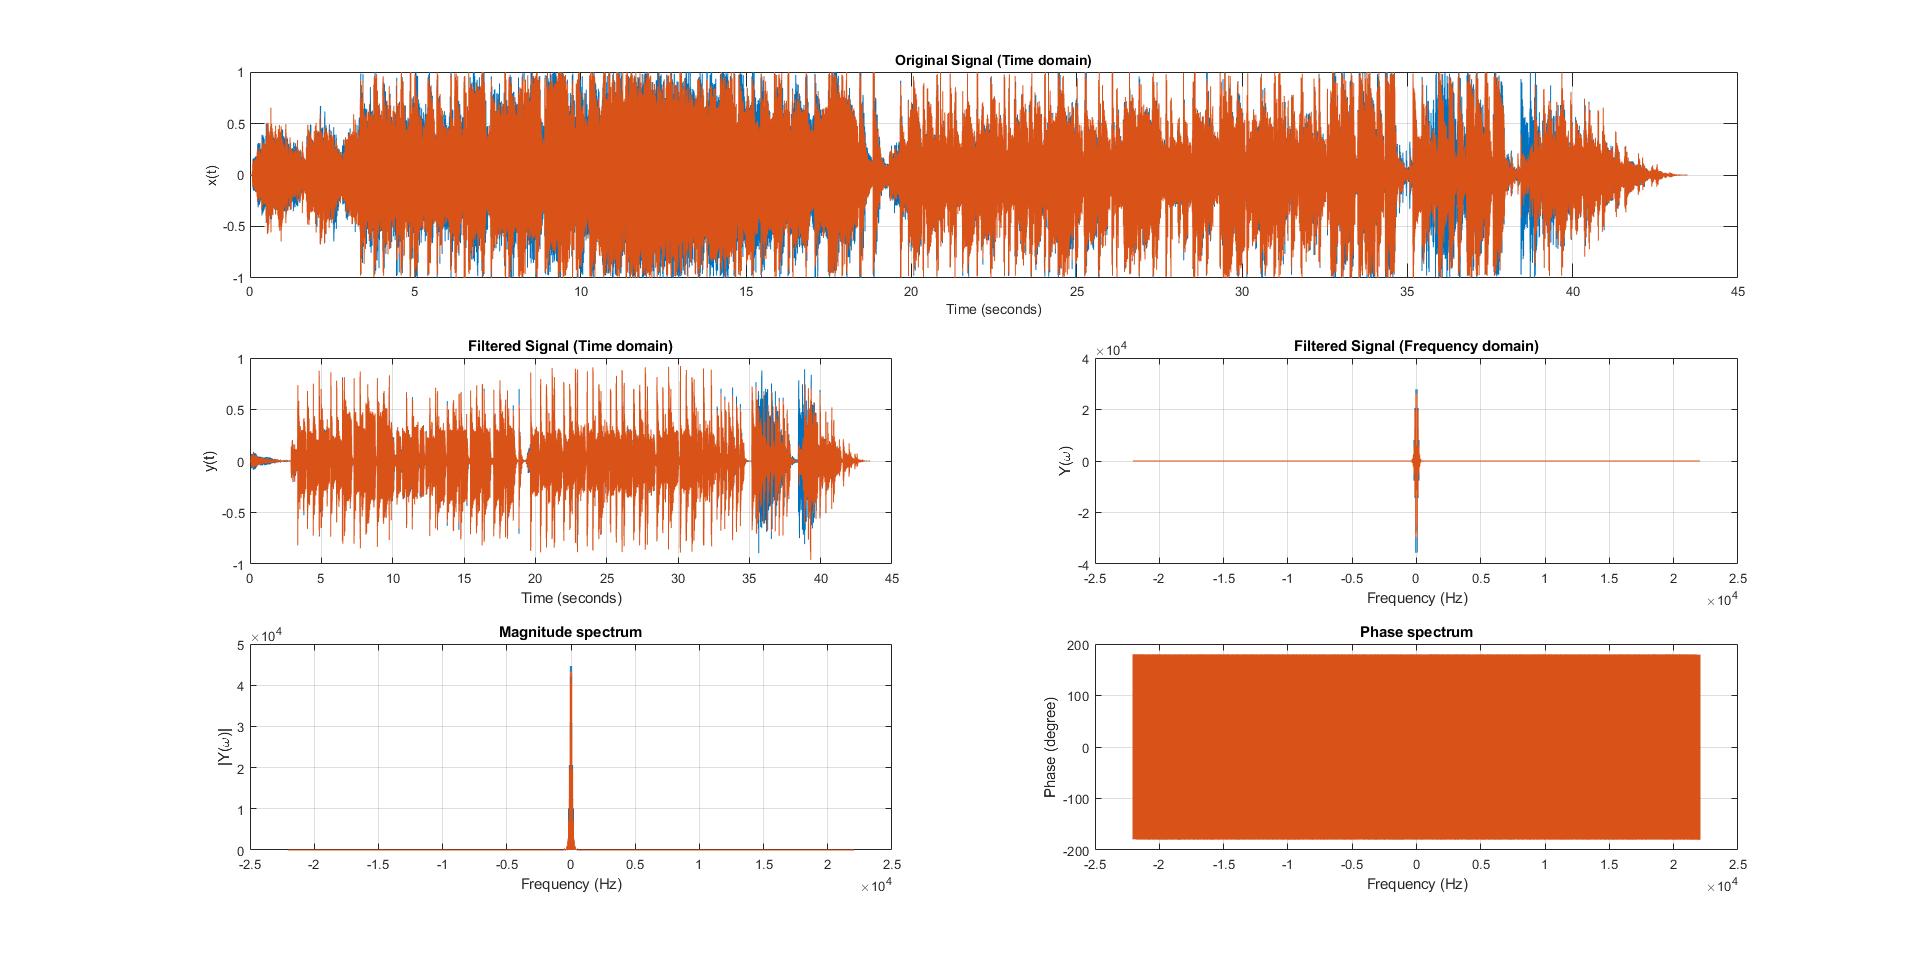 Original Signal (Time domain)
1
0.5
0
-0.5
-1
x(t)
0 5 10 15 20 25 30 35 40 45
Time (seconds)
Filtered Signal (Time domain)
1
0.5
0
-0.5
-1
y(t)
0 5 10 15 20 25 30 35 40 45
Time (seconds)
Filtered Signal (Frequency domain)
×10^4
4
2
0
-2
-4
Y(ω)
-2.5 -2 -1.5 -1 -0.5 0 0.5 1 1.5 2 2.5
Frequency (Hz)
×10^4
Magnitude spectrum
×10^4
5
4
3
2
1
0
|Y(ω)|
-2.5 -2 -1.5 -1 -0.5 0 0.5 1 1.5 2 2.5
Frequency (Hz)
×10^4
Phase spectrum
200
100
0
-100
-200
Phase (degree)
-2.5 -2 -1.5 -1 -0.5 0 0.5 1 1.5 2 2.5
Frequency (Hz)
×10^4